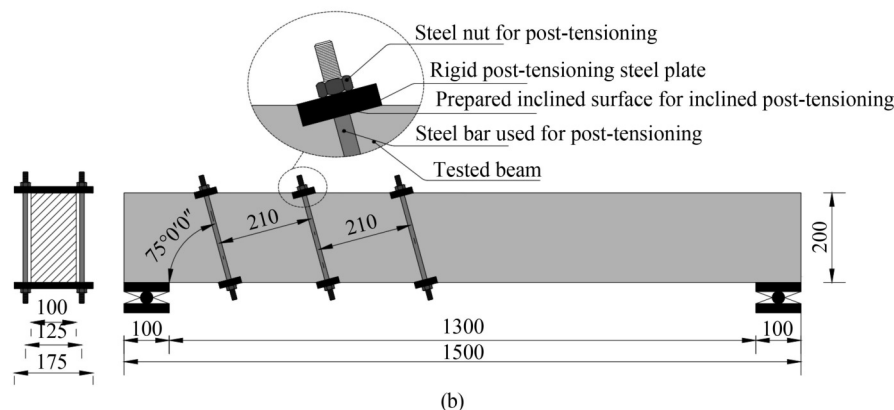 Steel nut for post-tensioning
Rigid post-tensioning steel plate
Prepared inclined surface for inclined post-tensioning
Steel bar used for post-tensioning
Tested beam
75°0'0"
210
210
200
100
125
175
100
1300
100
1500
(b)